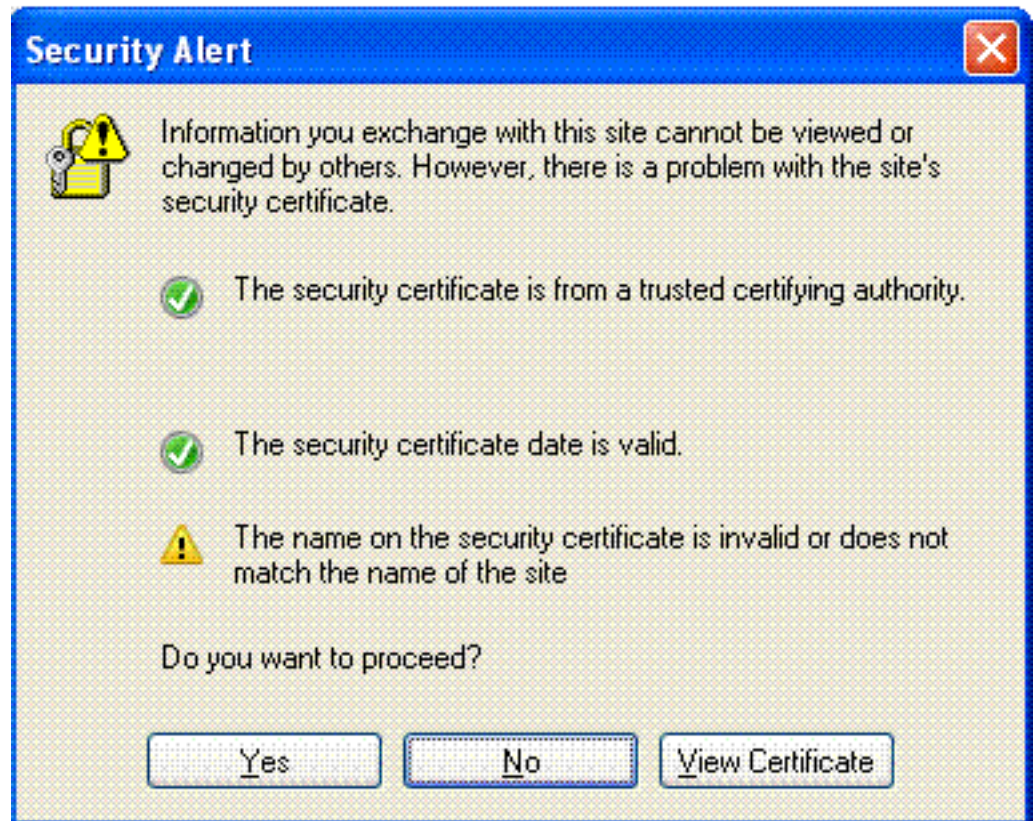 Security Alert
Information you exchange with this site cannot be viewed or
changed by others. However, there is a problem with the site's
security certificate.
The security certificate is from a trusted certifying authority.
The security certificate date is valid.
The name on the security certificate is invalid or does not
match the name of the site
Do you want to proceed?
Yes No View Certificate